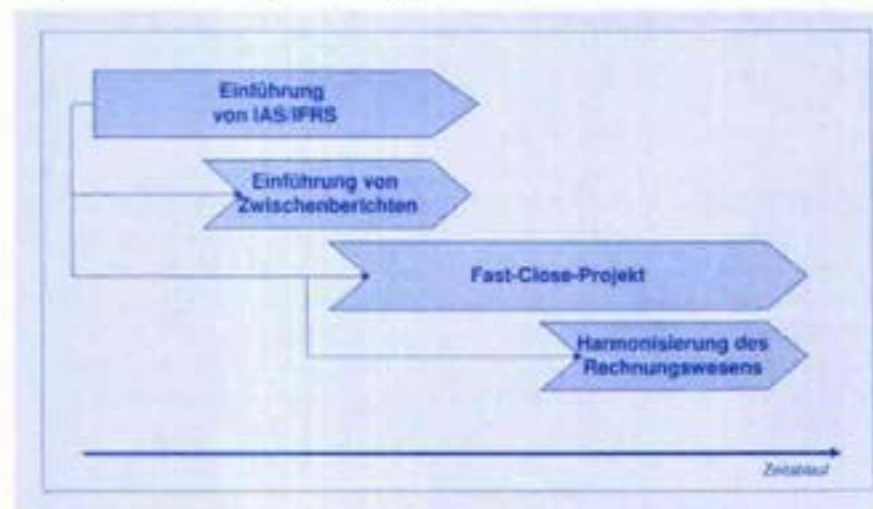 Einführung
von IAS/IFRS
Einführung von
Zwischenberichten
Fast-Close-Projekt
Harmonisierung des
Rechnungswesens
Zeitablauf